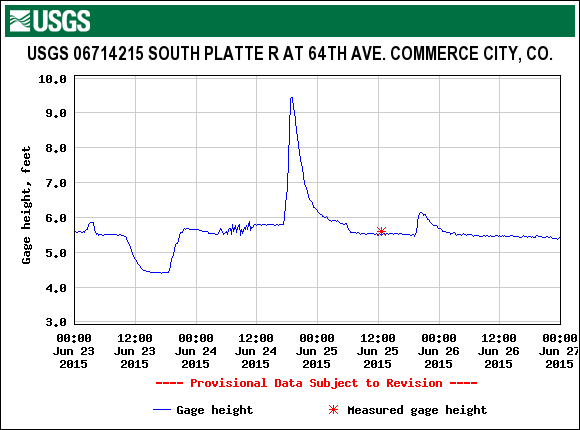 USGS
USGS 06714215 SOUTH PLATTE R AT 64TH AVE. COMMERCE CITY, CO.
10.0
9.0
8.0
7.0
6.0
5.0
4.0
3.0
Gage height, feet
00:00 12:00 00:00 12:00 00:00 12:00 00:00 12:00 00:00
Jun 23 Jun 23 Jun 24 Jun 24 Jun 25 Jun 25 Jun 26 Jun 26 Jun 27
2015 2015 2015 2015 2015 2015 2015 2015 2015
---- Provisional Data Subject to Revision ----
Gage height Measured gage height